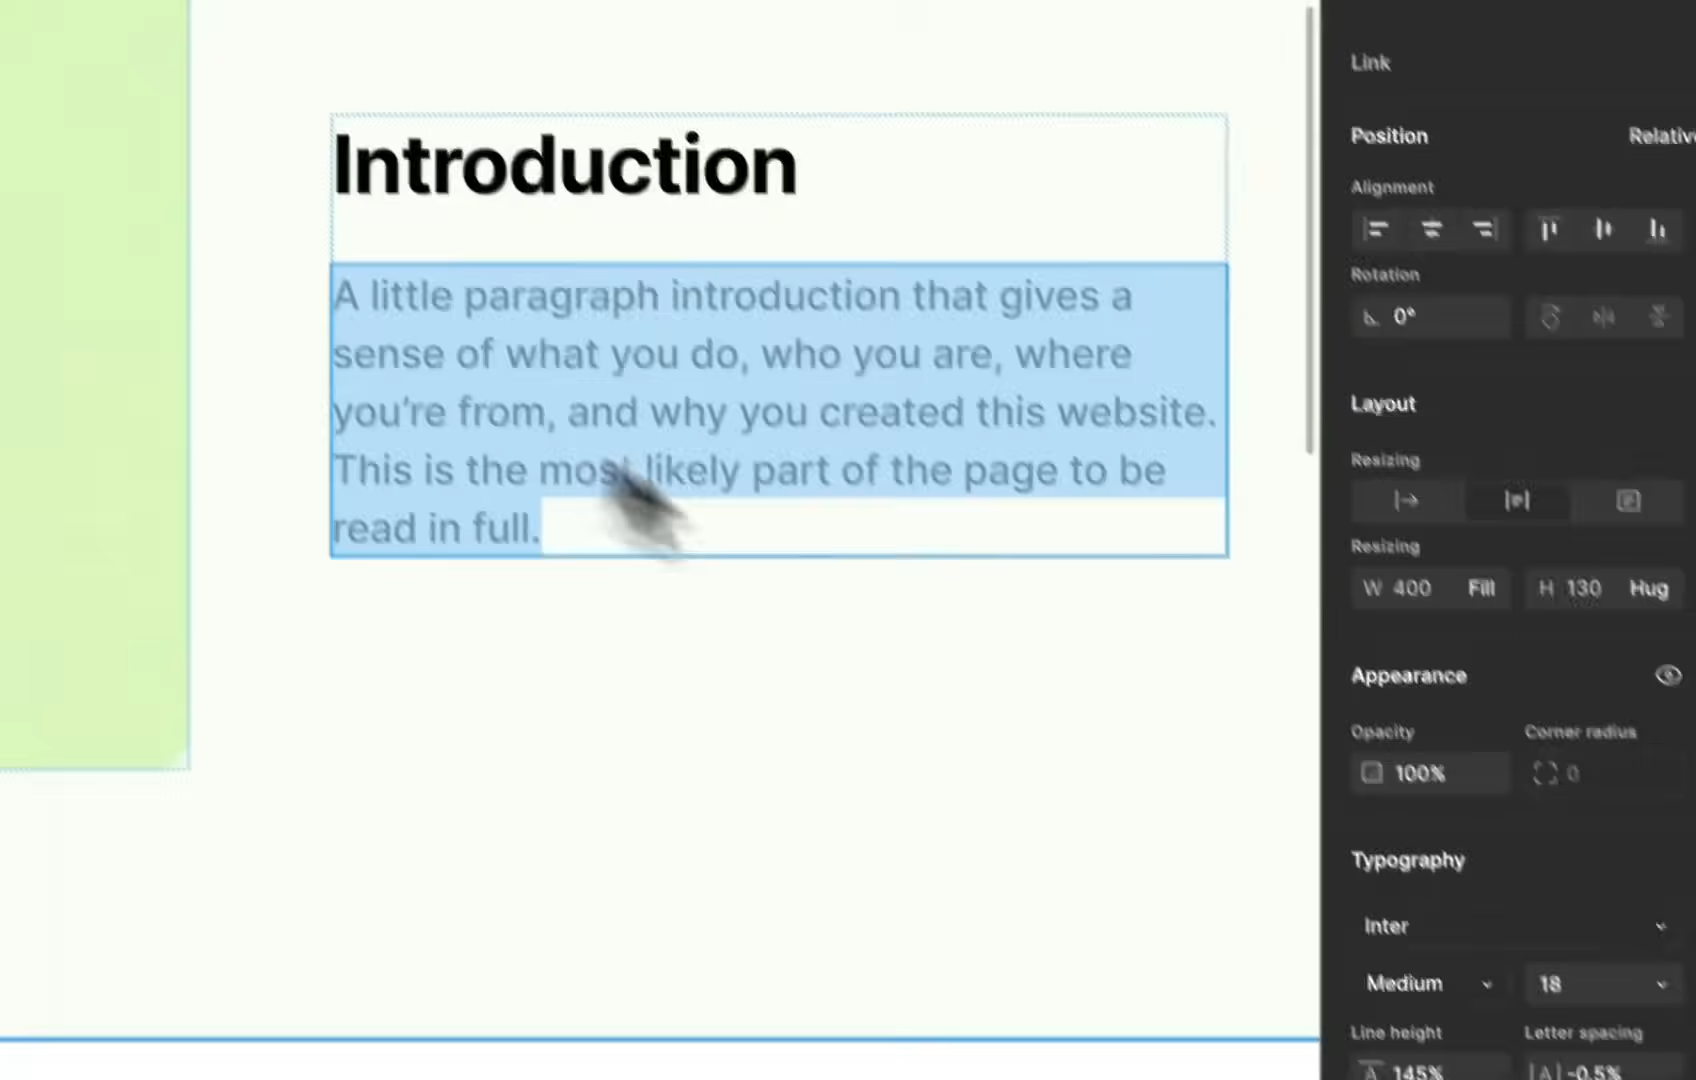 Introduction
A little paragraph introduction that gives a
sense of what you do, who you are, where
you're from, and why you created this website.
This is the most likely part of the page to be
read in full.
Link
Position Relative
Alignment
Rotation
0°
Layout
Resizing
Resizing
W 400 Fill H 130 Hug
Appearance
Opacity Corner radius
100% 0
Typography
Inter
Medium 18
Line height Letter spacing
145% -0.5%